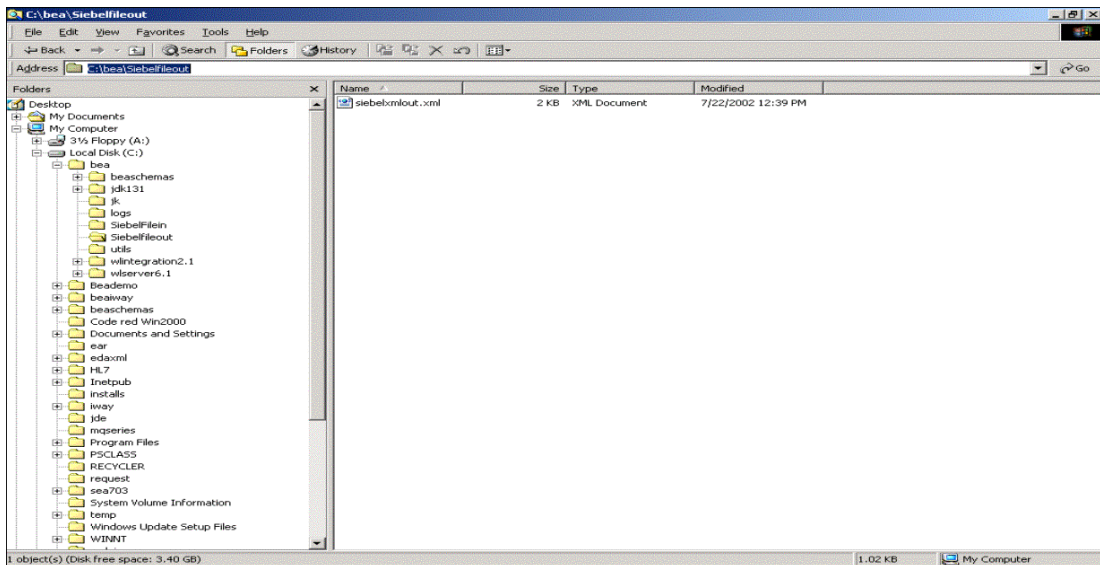 C:\bea\Siebelfileout
File Edit View Favorites Tools Help
Back Search Folders History
Address C:\bea\Siebelfileout Go
Folders
Name Size Type Modified
siebelxmlout.xml 2 KB XML Document 7/22/2002 12:39 PM
Desktop
My Documents
My Computer
3½ Floppy (A:)
Local Disk (C:)
bea
beaschemas
jdk131
jk
logs
SiebelFilein
Siebelfileout
utils
wlintegration2.1
wlserver6.1
Beademo
beaiway
beaschemas
Code red Win2000
Documents and Settings
ear
edaxml
HL7
Inetpub
installs
iway
jde
mqseries
Program Files
PSCLASS
RECYCLER
request
sea703
System Volume Information
temp
Windows Update Setup Files
WINNT
1 object(s) (Disk free space: 3.40 GB) 1.02 KB My Computer